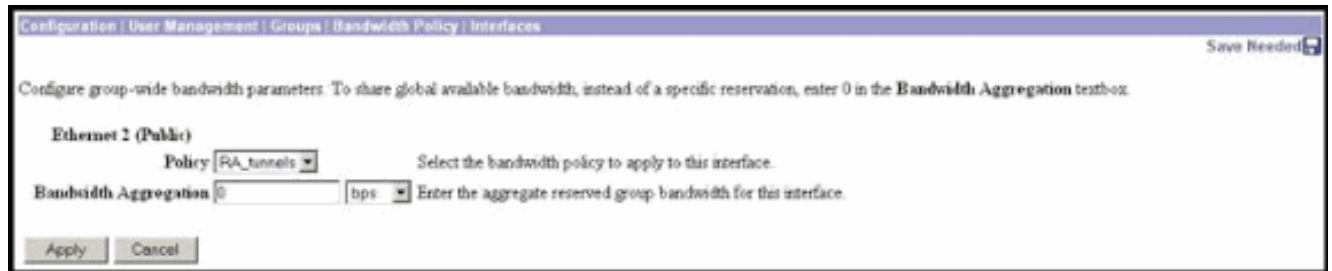 Configuration | User Management | Groups | Bandwidth Policy | Interfaces
Save Needed
Configure group-wide bandwidth parameters. To share global available bandwidth, instead of a specific reservation, enter 0 in the Bandwidth Aggregation textbox.
Ethernet 2 (Public)
Policy RA_tunnels Select the bandwidth policy to apply to this interface.
Bandwidth Aggregation 0 bps Enter the aggregate reserved group bandwidth for this interface.
Apply Cancel